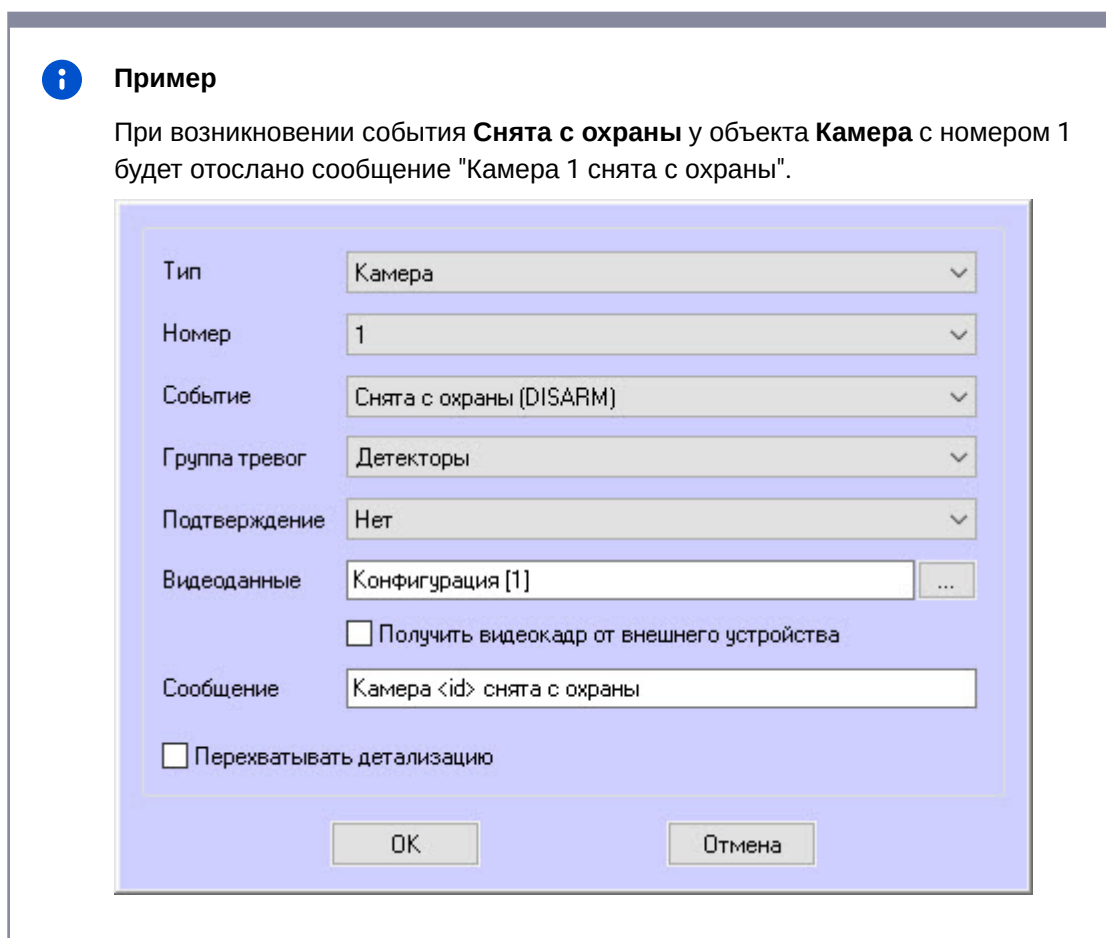 Пример
При возникновении события Снята с охраны у объекта Камера с номером 1
будет отослано сообщение "Камера 1 снята с охраны".
Тип Камера
Номер 1
Событие Снята с охраны (DISARM)
Группа тревог Детекторы
Подтверждение Нет
Видеоданные Конфигурация [1] ...
Получить видеокадр от внешнего устройства
Сообщение Камера <id> снята с охраны
Перехватывать детализацию
OK Отмена